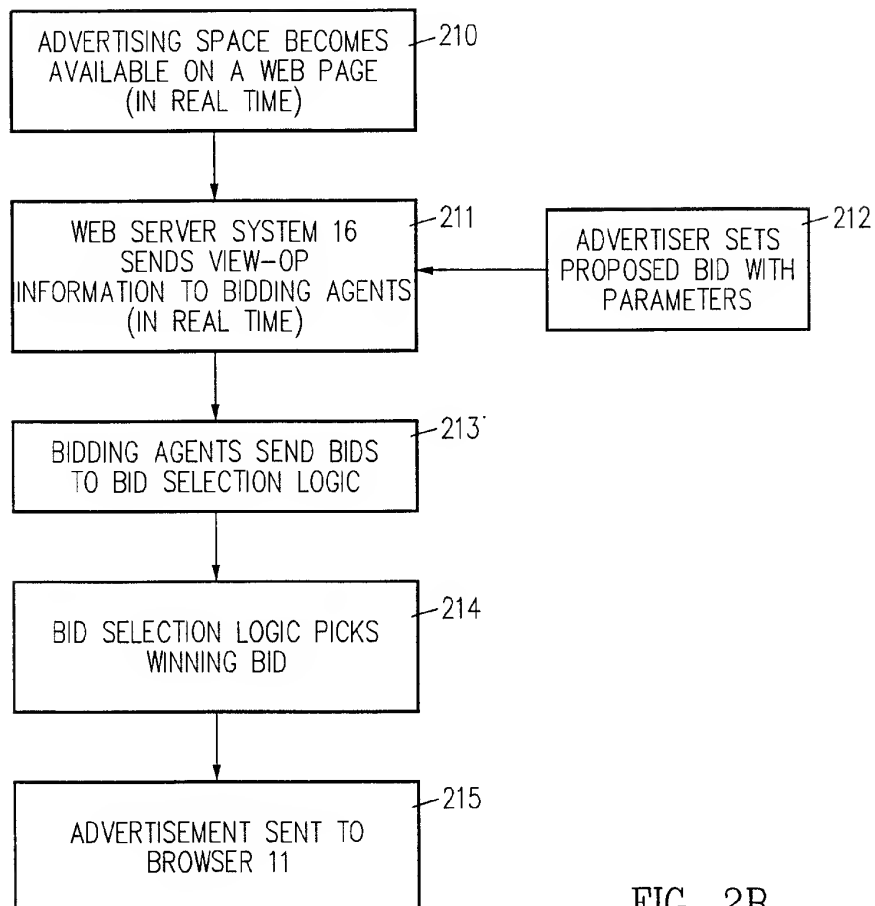 ADVERTISING SPACE BECOMES
AVAILABLE ON A WEB PAGE
(IN REAL TIME)
210
WEB SERVER SYSTEM 16
SENDS VIEW-OP
INFORMATION TO BIDDING AGENTS
(IN REAL TIME)
211
ADVERTISER SETS
PROPOSED BID WITH
PARAMETERS
212
BIDDING AGENTS SEND BIDS
TO BID SELECTION LOGIC
213
BID SELECTION LOGIC PICKS
WINNING BID
214
ADVERTISEMENT SENT TO
BROWSER 11
215
FIG. 2B